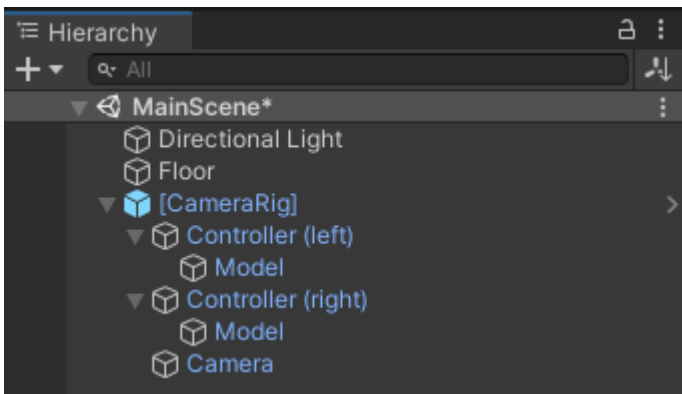 Hierarchy
All
MainScene*
Directional Light
Floor
[CameraRig]
Controller (left)
Model
Controller (right)
Model
Camera